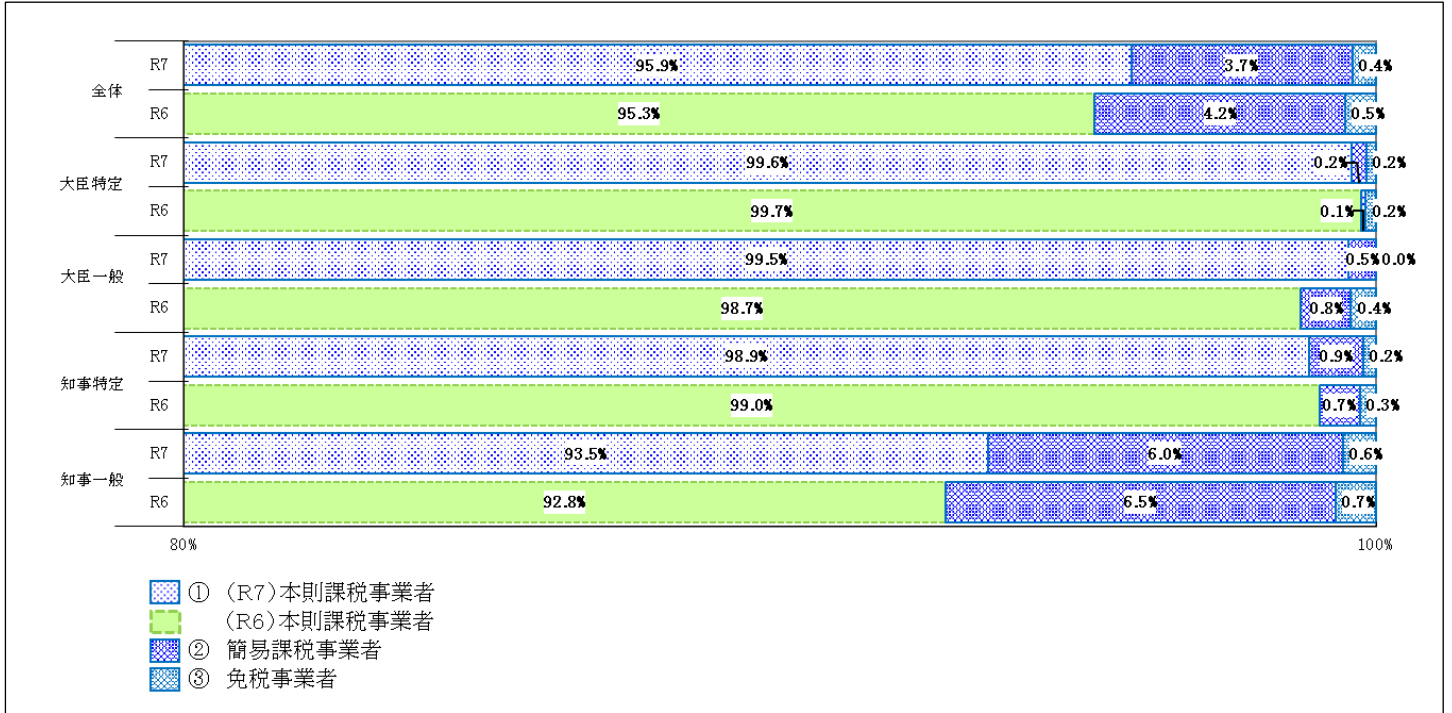 全体
R7 95.9% 3.7% 0.4%
R6 95.3% 4.2% 0.5%
大臣特定
R7 99.6% 0.2% 0.2%
R6 99.7% 0.1% 0.2%
大臣一般
R7 99.5% 0.5% 0.0%
R6 98.7% 0.8% 0.4%
知事特定
R7 98.9% 0.9% 0.2%
R6 99.0% 0.7% 0.3%
知事一般
R7 93.5% 6.0% 0.6%
R6 92.8% 6.5% 0.7%
80% 100%
① (R7)本則課税事業者
(R6)本則課税事業者
② 簡易課税事業者
③ 免税事業者